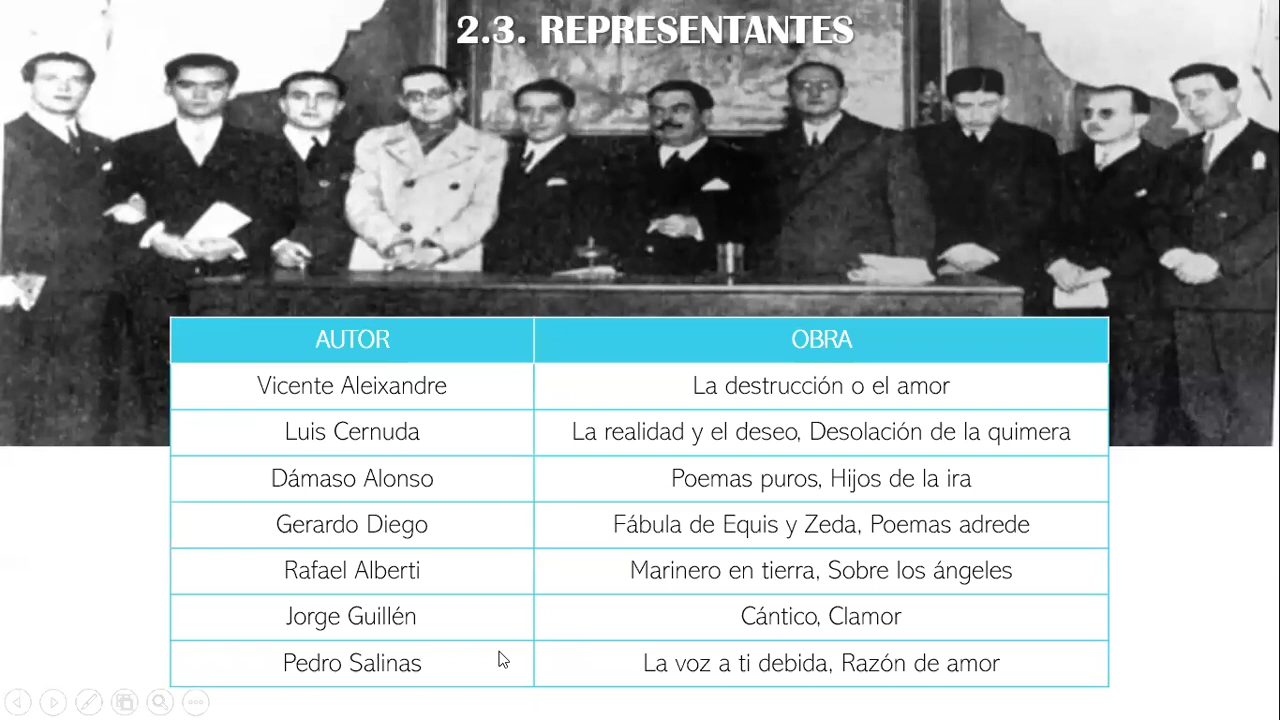 2.3. REPRESENTANTES
AUTOR OBRA
Vicente Aleixandre La destrucción o el amor
Luis Cernuda La realidad y el deseo, Desolación de la quimera
Dámaso Alonso Poemas puros, Hijos de la ira
Gerardo Diego Fábula de Equis y Zeda, Poemas adrede
Rafael Alberti Marinero en tierra, Sobre los ángeles
Jorge Guillén Cántico, Clamor
Pedro Salinas La voz a ti debida, Razón de amor